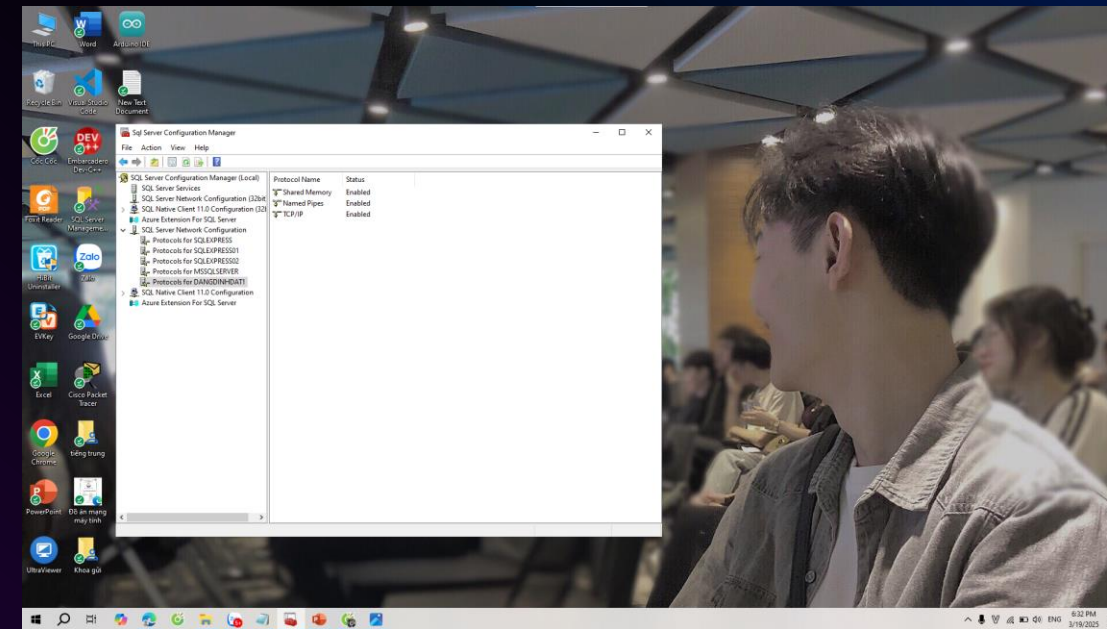 This PC
Word
Arduino IDE
Recycle Bin
Visual Studio
Code
New Text
Document
Cốc Cốc
Embarcadero
Dev-C++
Foxit Reader
SQL Server
Manageme...
HiBit
Uninstaller
Zalo
Zalo
EVKey
Google Drive
Excel
Cisco Packet
Tracer
Google
Chrome
tiếng trung
PowerPoint
Đồ án mạng
máy tính
UltraViewer
Khoa gửi
Sql Server Configuration Manager
File Action View Help
SQL Server Configuration Manager (Local)
SQL Server Services
SQL Server Network Configuration (32bit
SQL Native Client 11.0 Configuration (32l
Azure Extension For SQL Server
SQL Server Network Configuration
Protocols for SQLEXPRESS
Protocols for SQLEXPRESS01
Protocols for SQLEXPRESS02
Protocols for MSSQLSERVER
Protocols for DANGDINHDAT1
SQL Native Client 11.0 Configuration
Azure Extension For SQL Server
Protocol Name Status
Shared Memory Enabled
Named Pipes Enabled
TCP/IP Enabled
ENG
6:32 PM
3/19/2025